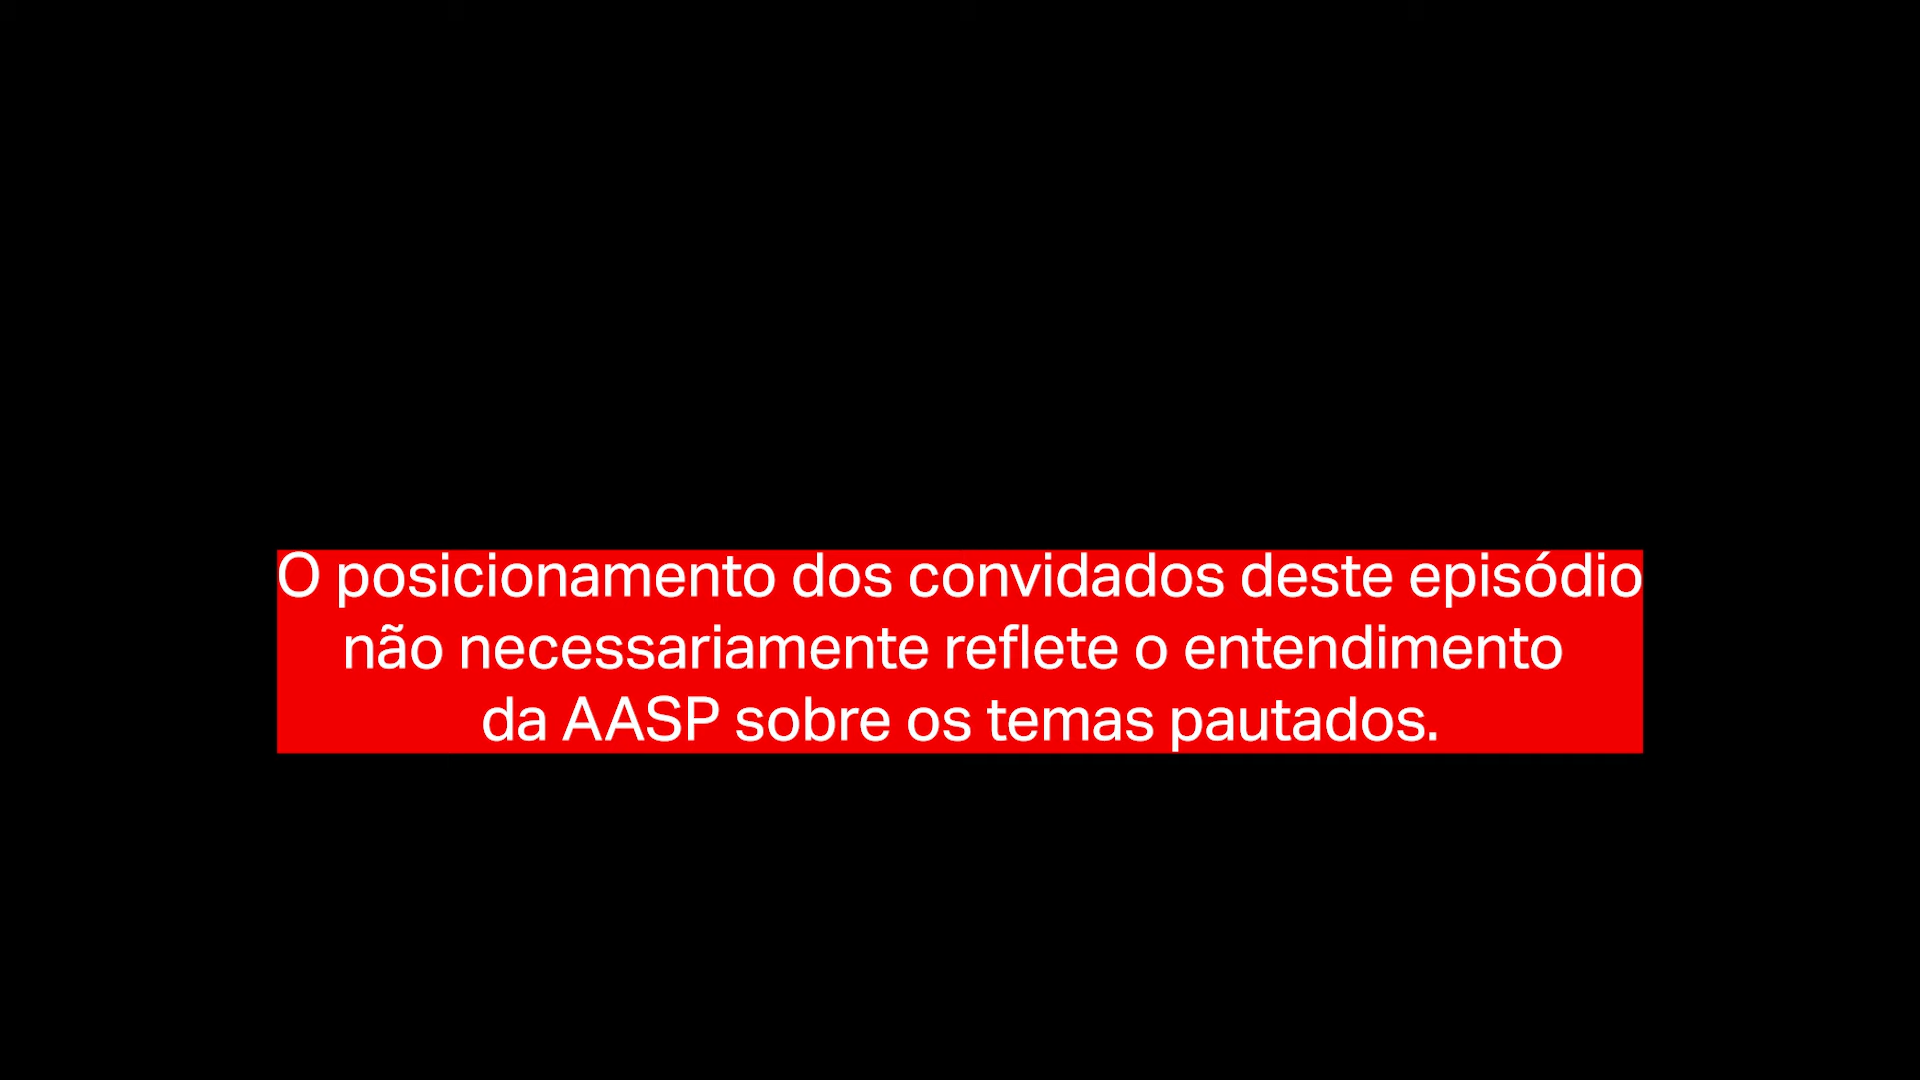 O posicionamento dos convidados deste episódio
não necessariamente reflete o entendimento
da AASP sobre os temas pautados.